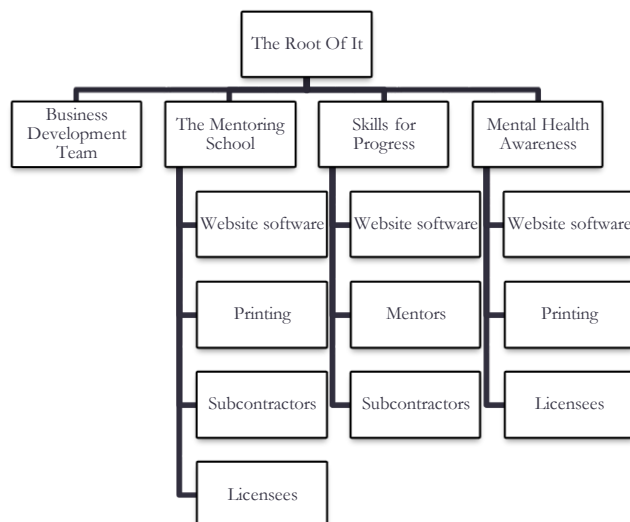 The Root Of It
Business
Development
Team
The Mentoring
School
Skills for
Progress
Mental Health
Awareness
Website software
Website software
Website software
Printing
Mentors
Printing
Subcontractors
Subcontractors
Licensees
Licensees